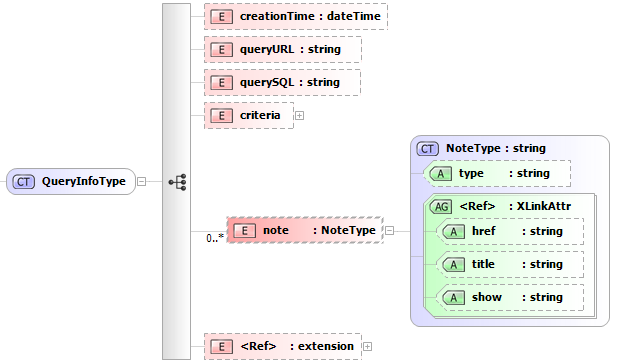 E creationTime : dateTime
E queryURL : string
E querySQL : string
E criteria
CT NoteType : string
A type : string
CT QueryInfoType
AG <Ref> : XLinkAttr
0..* E note : NoteType
A href : string
A title : string
A show : string
E <Ref> : extension